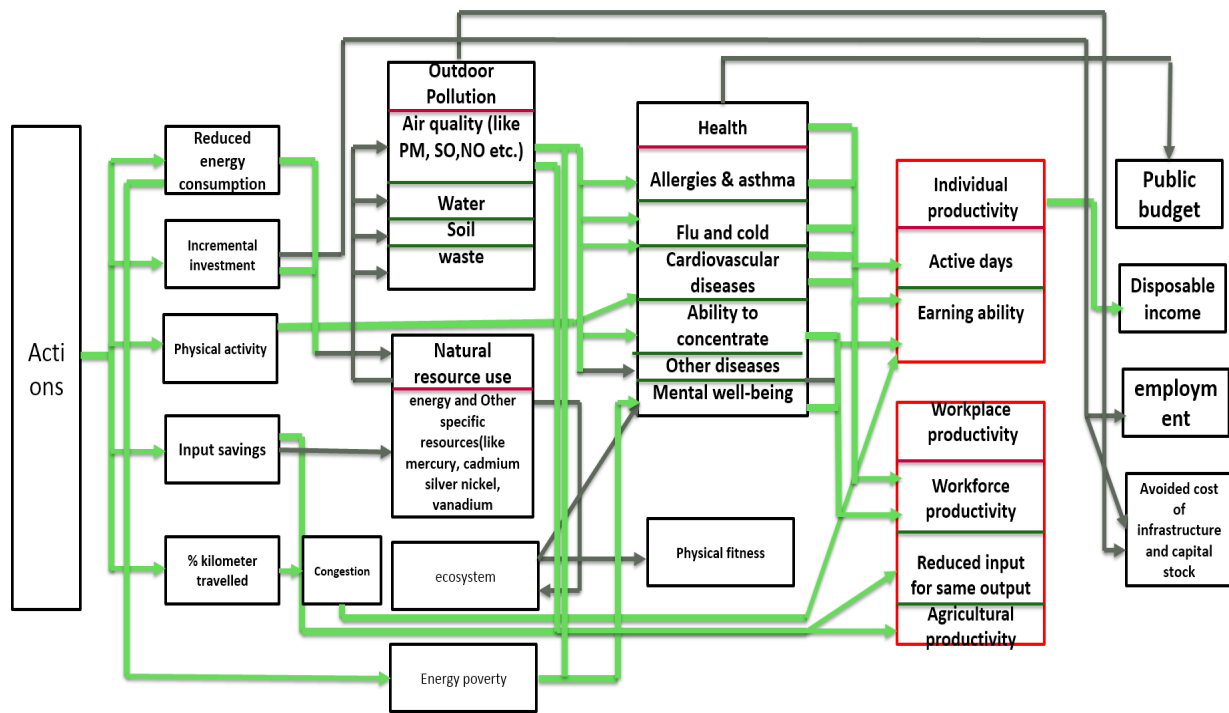 Acti
ons
Reduced
energy
consumption
Incremental
investment
Physical activity
Input savings
% kilometer
travelled
Congestion
Outdoor
Pollution
Air quality (like
PM, SO,NO etc.)
Water
Soil
waste
Natural
resource use
energy and Other
specific
resources(like
mercury, cadmium
silver nickel,
vanadium
ecosystem
Energy poverty
Health
Allergies & asthma
Flu and cold
Cardiovascular
diseases
Ability to
concentrate
Other diseases
Mental well-being
Physical fitness
Individual
productivity
Active days
Earning ability
Workplace
productivity
Workforce
productivity
Reduced input
for same output
Agricultural
productivity
Public
budget
Disposable
income
employm
ent
Avoided cost
of
infrastructure
and capital
stock